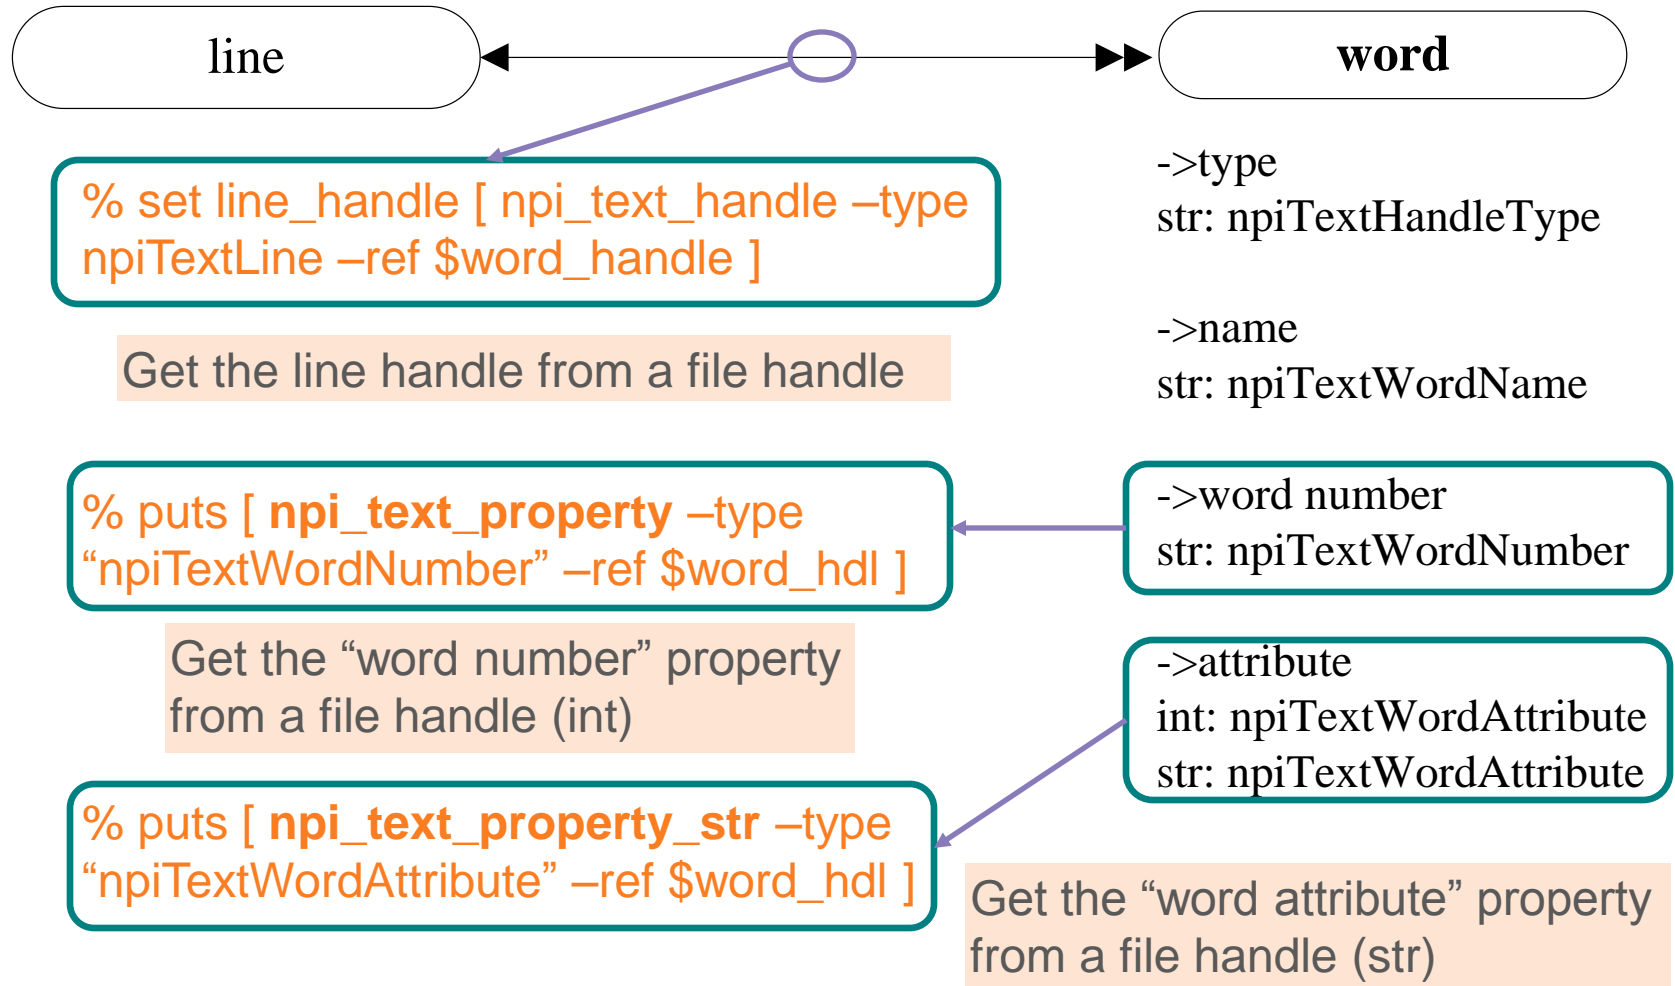 line
word
% set line_handle [ npi_text_handle –type
npiTextLine –ref $word_handle ]
Get the line handle from a file handle
->type
str: npiTextHandleType
->name
str: npiTextWordName
% puts [ npi_text_property –type
“npiTextWordNumber” –ref $word_hdl ]
->word number
str: npiTextWordNumber
Get the “word number” property
from a file handle (int)
->attribute
int: npiTextWordAttribute
str: npiTextWordAttribute
% puts [ npi_text_property_str –type
“npiTextWordAttribute” –ref $word_hdl ]
Get the “word attribute” property
from a file handle (str)